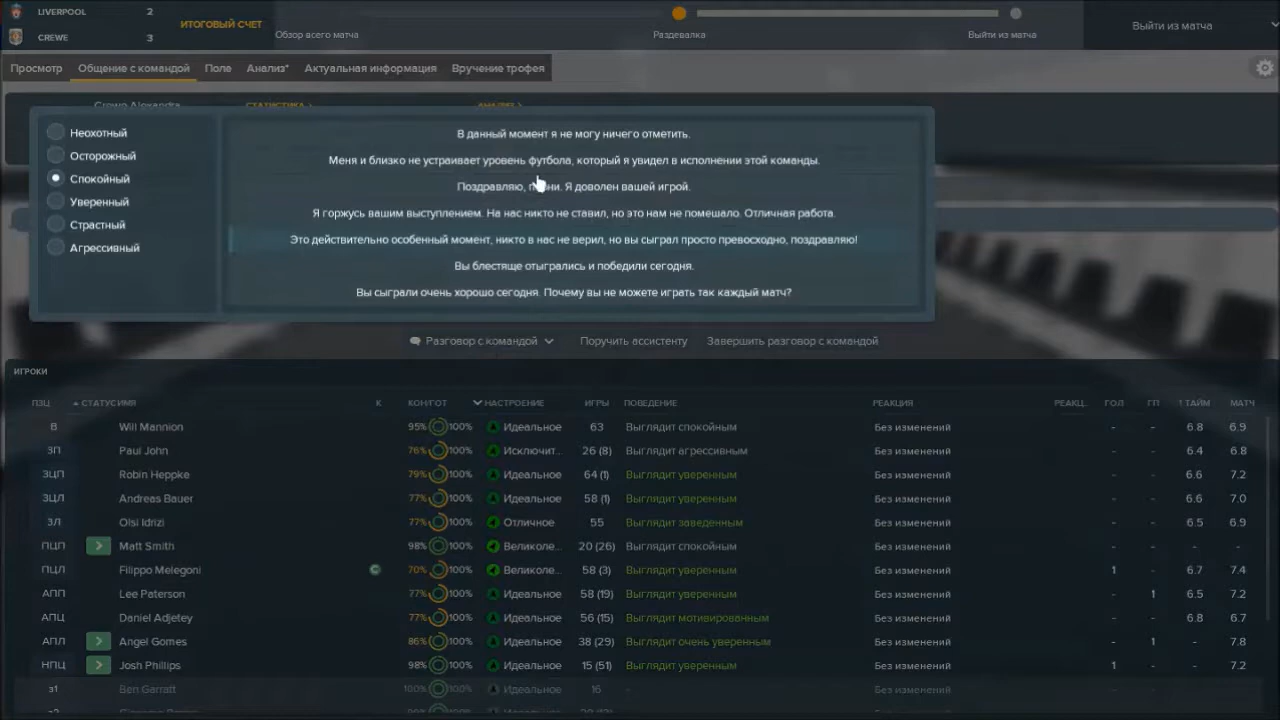 LIVERPOOL 2
CREWE 3
ИТОГОВЫЙ СЧЕТ
Обзор всего матча
Раздевалка
Выйти из матча
Выйти из матча
Просмотр Общение с командой Поле Анализ* Актуальная информация Вручение трофея
Crewe Alexandra СТАТИСТИКА > АНАЛИЗ >
Неохотный
Осторожный
Спокойный
Уверенный
Страстный
Агрессивный
В данный момент я не могу ничего отметить.
Меня и близко не устраивает уровень футбола, который я увидел в исполнении этой команды.
Поздравляю, Я доволен вашей игрой.
Я горжусь вашим выступлением. На нас никто не ставил, но это нам не помешало. Отличная работа.
Это действительно особенный момент, никто в нас не верил, но вы сыграл просто превосходно, поздравляю!
Вы блестяще отыгрались и победили сегодня.
Вы сыграли очень хорошо сегодня. Почему вы не можете играть так каждый матч?
Разговор с командой Поручить ассистенту Завершить разговор с командой
ИГРОКИ
ПЗЦ СТАТУС ИМЯ К КОН/ГОТ НАСТРОЕНИЕ ИГРЫ ПОВЕДЕНИЕ РЕАКЦИЯ РЕАКЦ. ГОЛ ГП 1 ТАЙМ МАТЧ
В Will Mannion 95% 100% Идеальное 63 Выглядит спокойным Без изменений - - 6.8 6.9
ЗП Paul John 76% 100% Исключит... 26 (8) Выглядит агрессивным Без изменений - - 6.4 6.8
ЗЦП Robin Heppke 79% 100% Идеальное 64 (1) Выглядит уверенным Без изменений - - 6.6 7.2
ЗЦЛ Andreas Bauer 77% 100% Идеальное 58 (1) Выглядит уверенным Без изменений - - 6.6 7.0
ЗЛ Olsi Idrizi 77% 100% Отличное 55 Выглядит заведенным Без изменений - - 6.5 6.9
ПЦП Matt Smith 98% 100% Великоле... 20 (26) Выглядит спокойным Без изменений - - - -
ПЦЛ Filippo Melegoni C 70% 100% Великоле... 58 (3) Выглядит уверенным Без изменений 1 - 6.7 7.4
АПП Lee Paterson 77% 100% Идеальное 58 (19) Выглядит уверенным Без изменений - 1 6.5 7.2
АПЦ Daniel Adjetey 77% 100% Идеальное 56 (15) Выглядит мотивированным Без изменений - - 6.8 6.7
АПЛ Angel Gomes 86% 100% Идеальное 38 (29) Выглядит очень уверенным Без изменений - 1 - 7.8
НПЦ Josh Phillips 98% 100% Идеальное 15 (51) Выглядит уверенным Без изменений 1 - - 7.2
з1 Ben Garratt 100% 100% Идеальное 16 - Без изменений - - - -